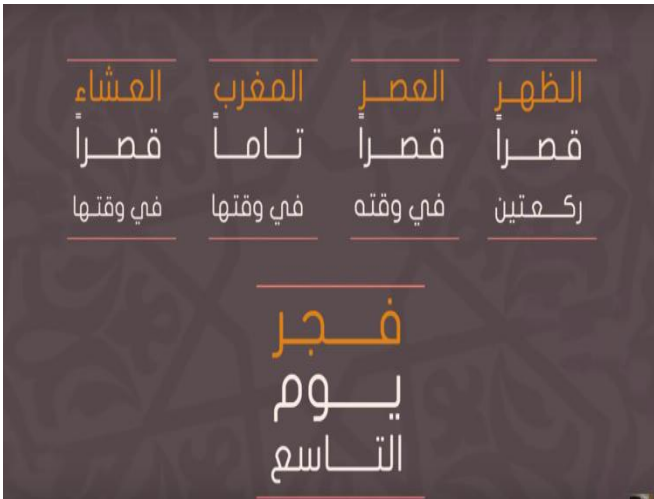 الظهر
قصراً
ركعتين
العصر
قصراً
في وقته
المغرب
تاماً
في وقتها
العشاء
قصراً
في وقتها
فجر
يوم
التاسع